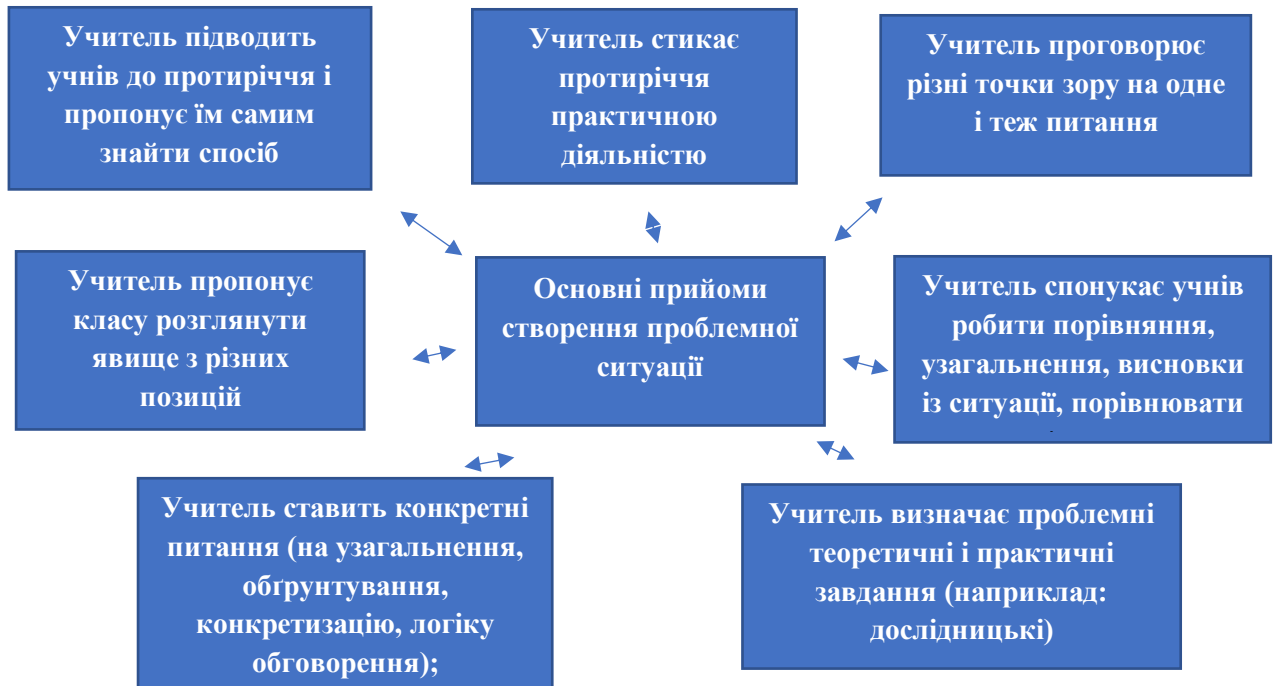 Учитель підводить
учнів до протиріччя і
пропонує їм самим
знайти спосіб
Учитель стикає
протиріччя
практичною
діяльністю
Учитель проговорює
різні точки зору на одне
і теж питання
Учитель пропонує
класу розглянути
явище з різних
позицій
Основні прийоми
створення проблемної
ситуації
Учитель спонукає учнів
робити порівняння,
узагальнення, висновки
із ситуації, порівнювати
Учитель ставить конкретні
питання (на узагальнення,
обґрунтування,
конкретизацію, логіку
обговорення);
Учитель визначає проблемні
теоретичні і практичні
завдання (наприклад:
дослідницькі)